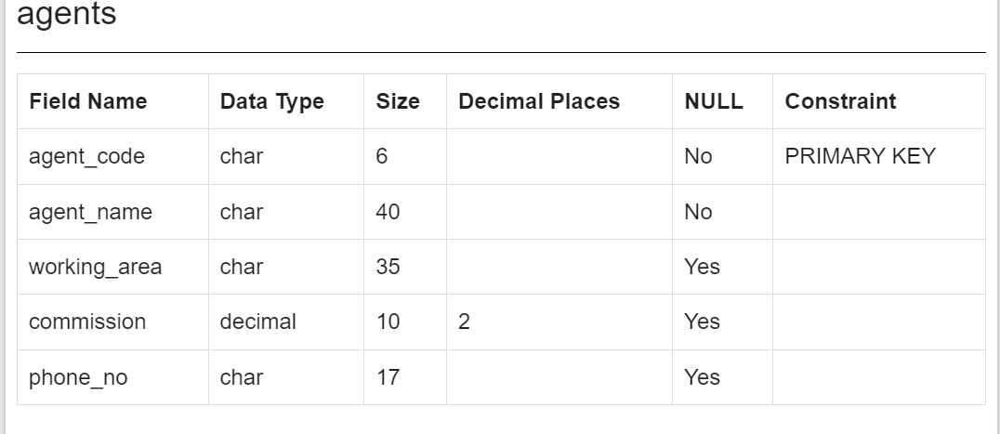 agents
Field Name Data Type Size Decimal Places NULL Constraint
agent_code char 6 No PRIMARY KEY
agent_name char 40 No
working_area char 35 Yes
commission decimal 10 2 Yes
phone_no char 17 Yes